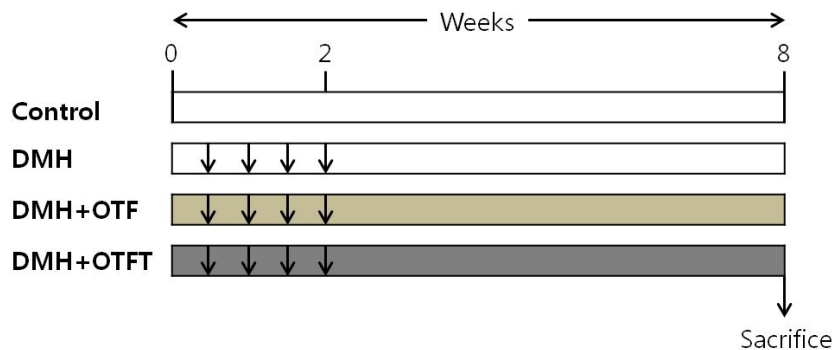 Weeks
0 2 8
Control
DMH
DMH+OTF
DMH+OTFT
Sacrifice